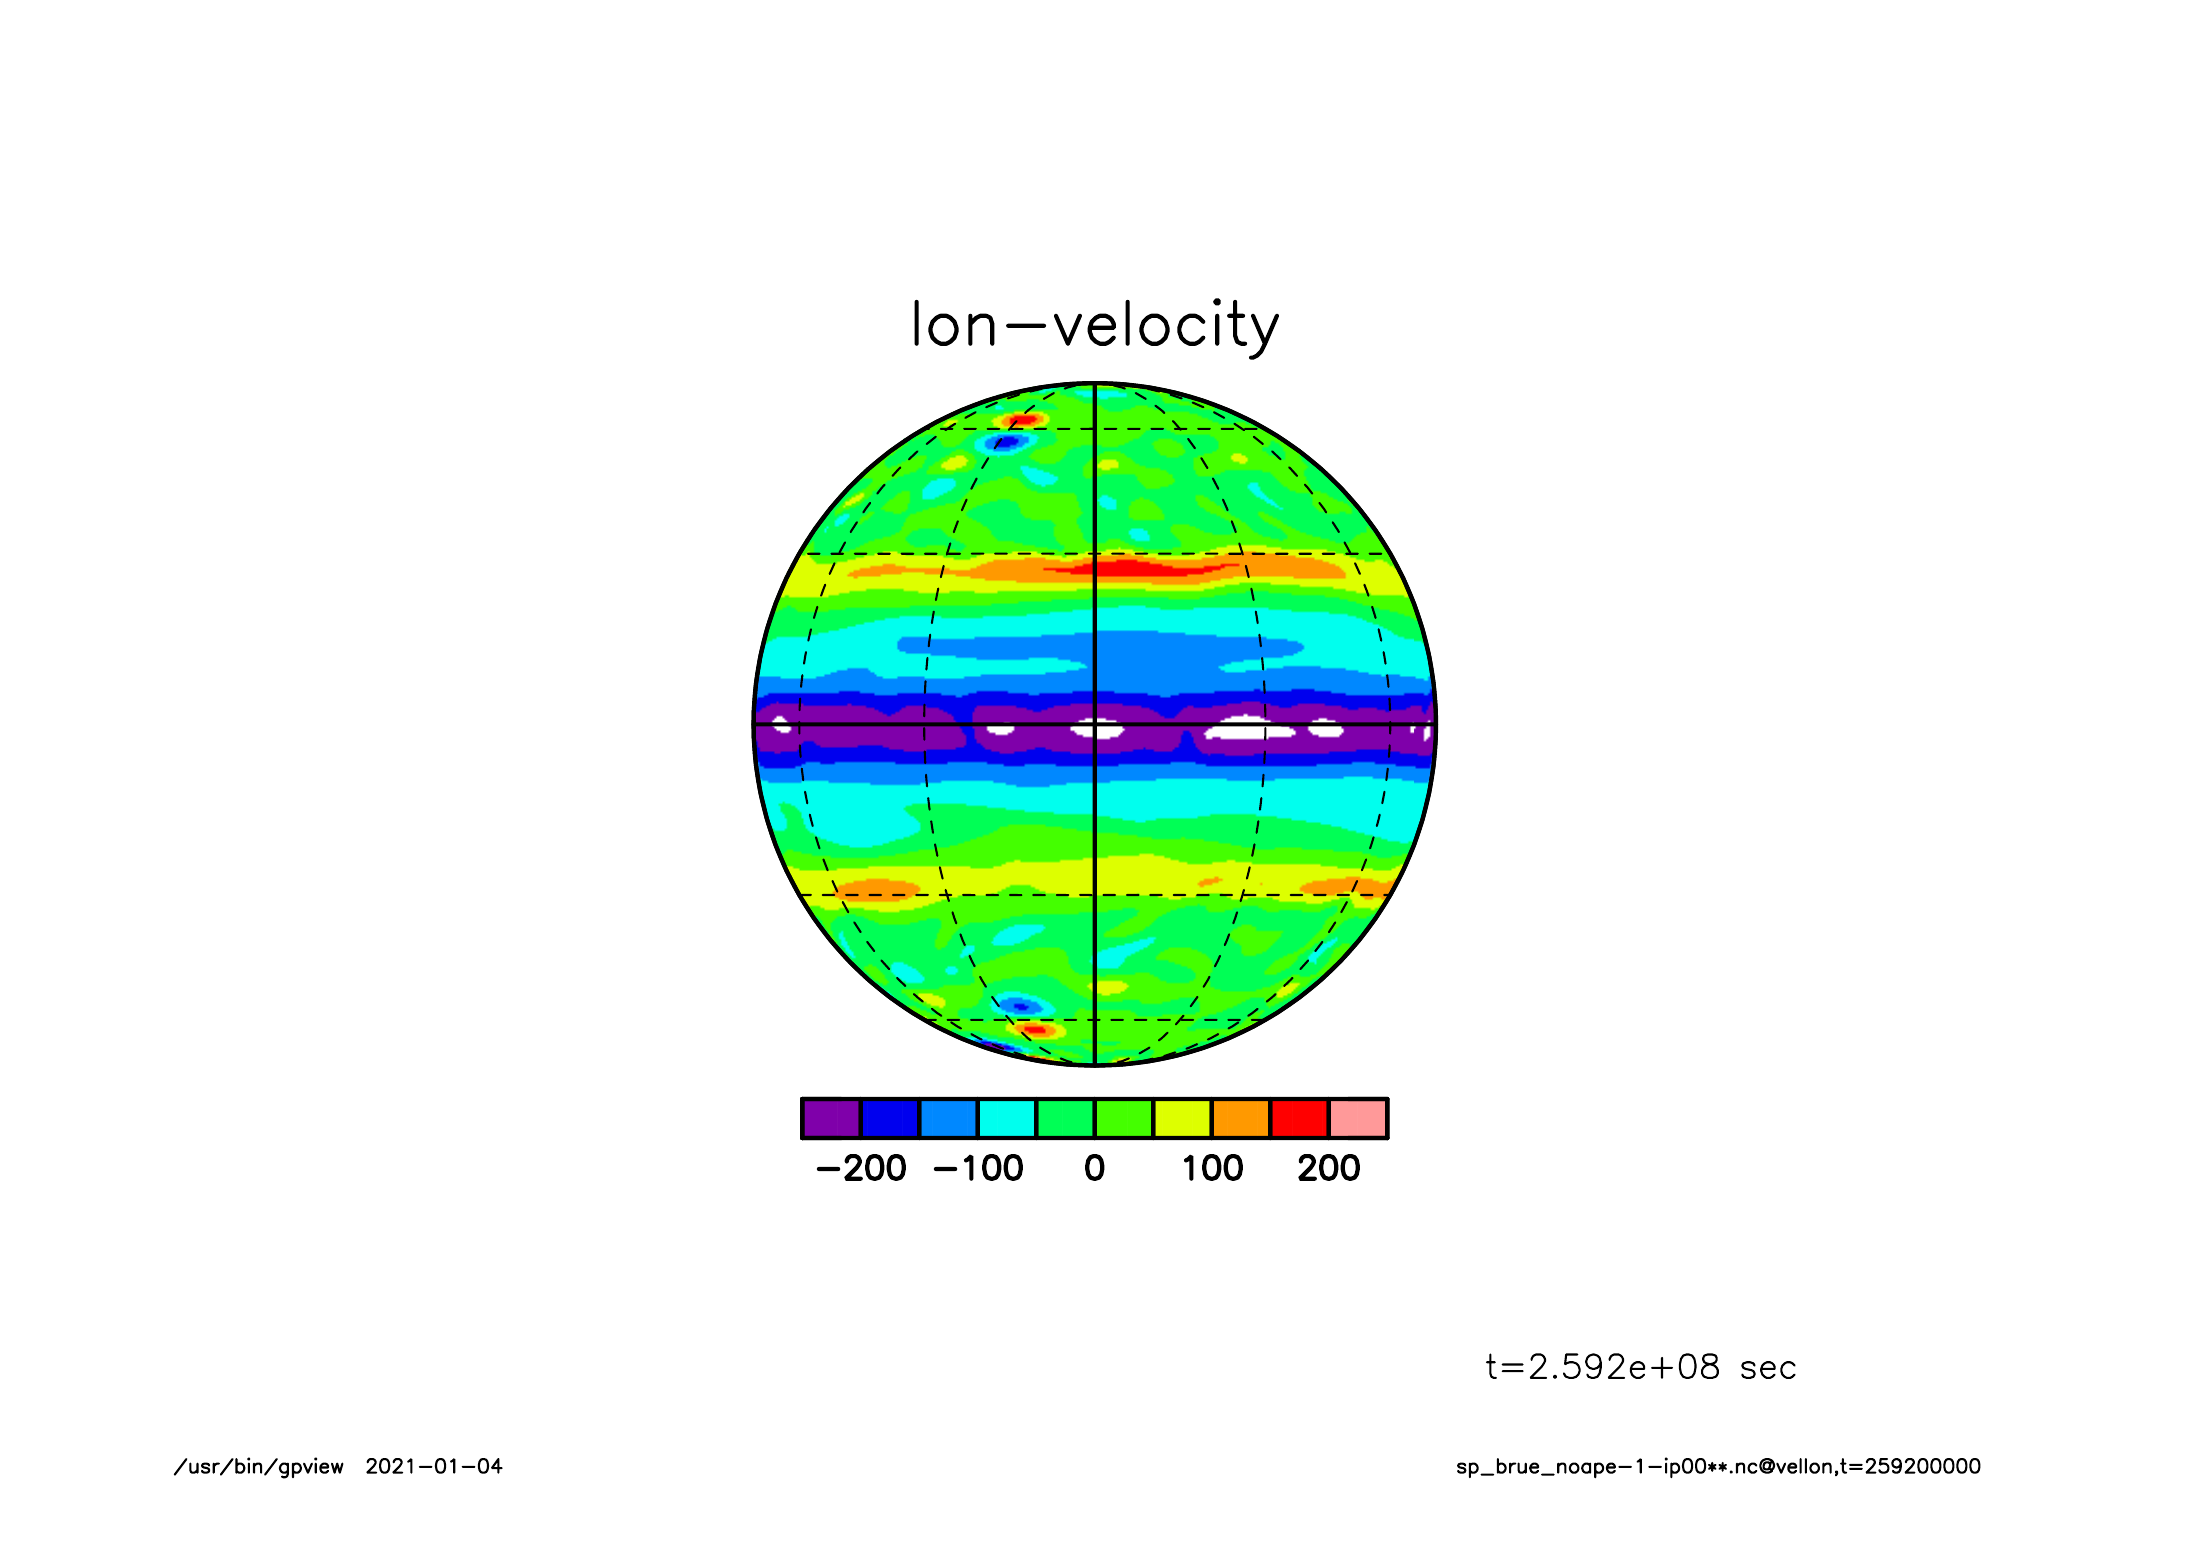 lon-velocity
-200 -100 0 100 200
t=2.592e+08 sec
/usr/bin/gpview 2021-01-04
sp_brue_noape-1-ip00**.nc@vellon,t=259200000